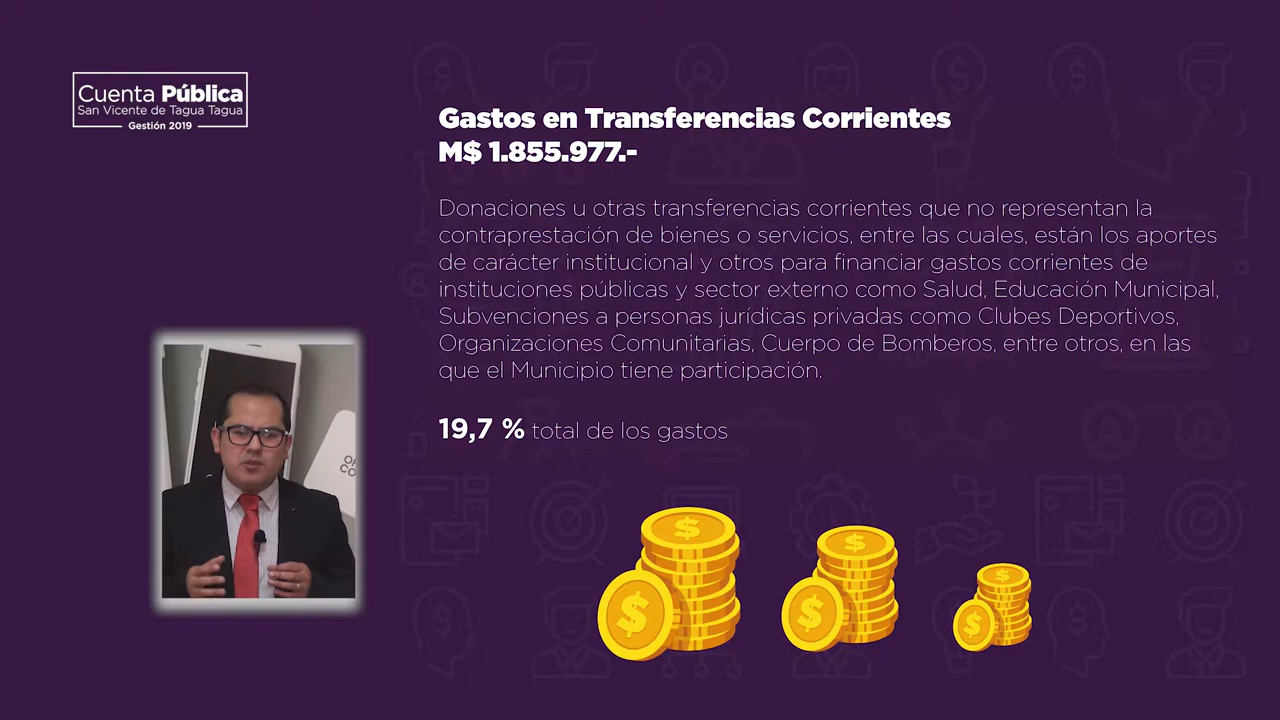 Cuenta Pública
San Vicente de Tagua Tagua
Gestión 2019
Gastos en Transferencias Corrientes
M$ 1.855.977.-
Donaciones u otras transferencias corrientes que no representan la
contraprestación de bienes o servicios, entre las cuales, están los aportes
de carácter institucional y otros para financiar gastos corrientes de
instituciones públicas y sector externo como Salud, Educación Municipal,
Subvenciones a personas jurídicas privadas como Clubes Deportivos,
Organizaciones Comunitarias, Cuerpo de Bomberos, entre otros, en las
que el Municipio tiene participación.
19,7 % total de los gastos